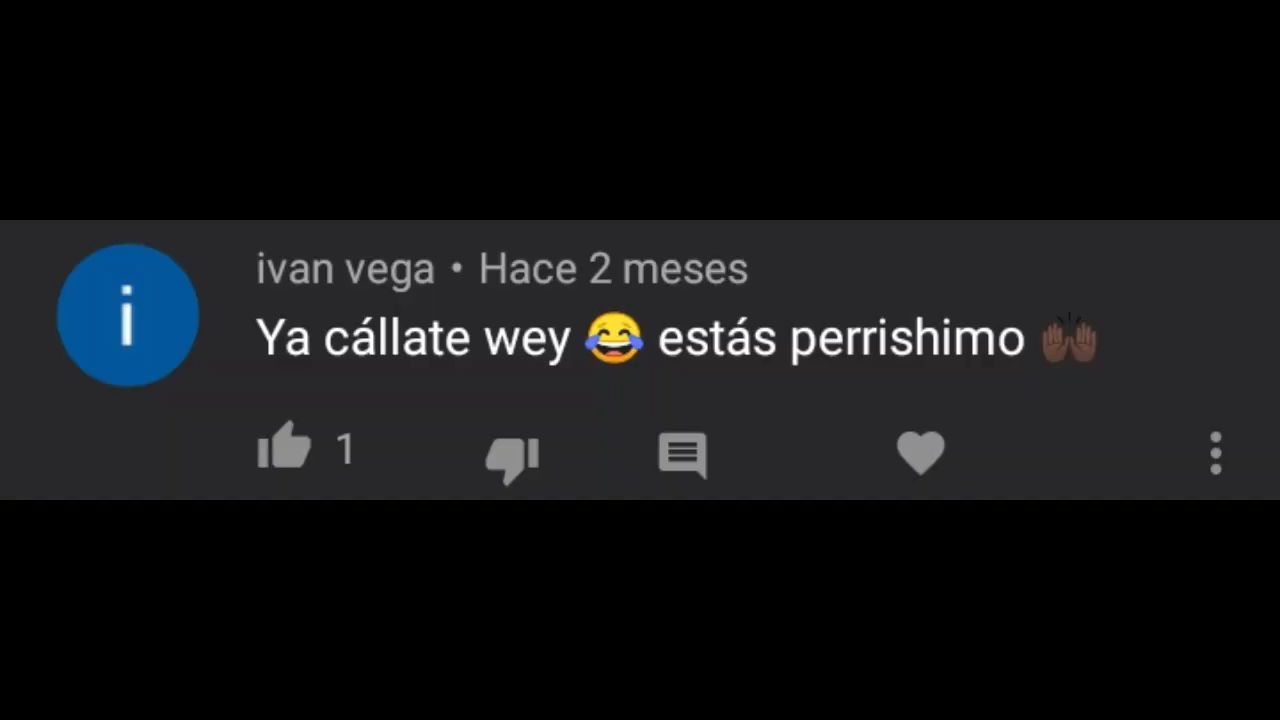 i
ivan vega • Hace 2 meses
Ya cállate wey 😂 estás perrishimo 🙌🏿
1